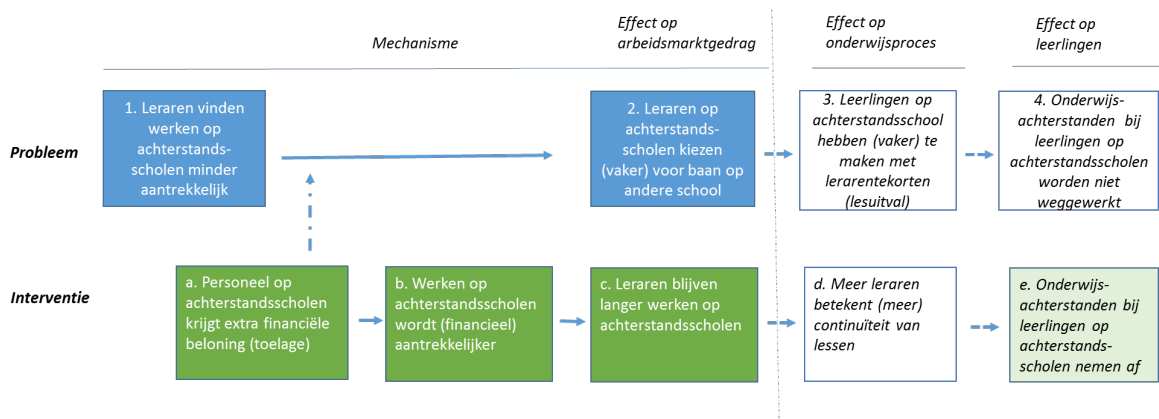 Mechanisme
Effect op
arbeidsmarktgedrag
Effect op
onderwijsproces
Effect op
leerlingen
Probleem
1. Leraren vinden
werken op
achterstands-
scholen minder
aantrekkelijk
2. Leraren op
achterstands-
scholen kiezen
(vaker) voor baan op
andere school
3. Leerlingen op
achterstandsschool
hebben (vaker) te
maken met
lerarentekorten
(lesuitval)
4. Onderwijs-
achterstanden bij
leerlingen op
achterstandsscholen
worden niet
weggewerkt
Interventie
a. Personeel op
achterstandsscholen
krijgt extra financiële
beloning (toelage)
b. Werken op
achterstandsscholen
wordt (financieel)
aantrekkelijker
c. Leraren blijven
langer werken op
achterstandsscholen
d. Meer leraren
betekent (meer)
continuïteit van
lessen
e. Onderwijs-
achterstanden bij
leerlingen op
achterstands-
scholen nemen af